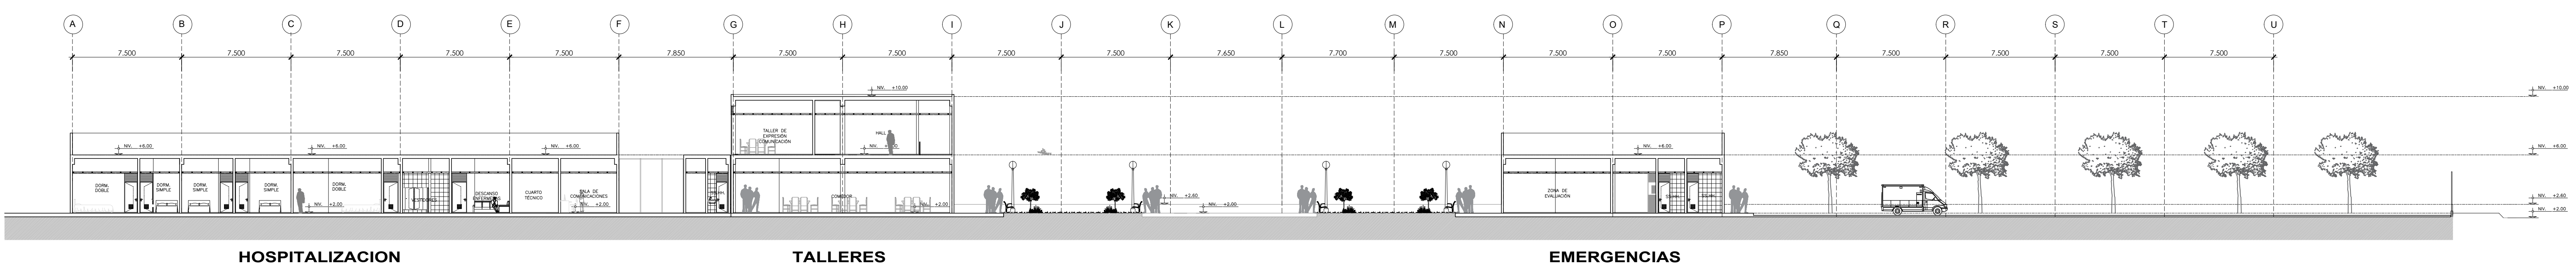 A B C D E F G H I J K L M N O P Q R S T U
7.500 7.500 7.500 7.500 7.500 7.850 7.500 7.500 7.500 7.500 7.650 7.700 7.500 7.500 7.500 7.850 7.500 7.500 7.500 7.500
NIV. +10.00
NIV. +10.00
TALLER DE
EXPRESIÓN
COMUNICACIÓN
HALL
NIV. +6.00
NIV. +6.00
NIV. +6.00
NIV. +6.00
NIV. +6.00
DORM.
DOBLE
DORM.
SIMPLE
DORM.
SIMPLE
DORM.
SIMPLE
DORM.
DOBLE
VESTIDORES
DESCANSO
ENFERMEROS
CUARTO
TÉCNICO
SALA DE
COMUNICACIONES
COMEDOR
ZONA DE
EVALUACIÓN
NIV. +2.60
NIV. +2.60
NIV. +2.00
NIV. +2.00
NIV. +2.00
NIV. +2.00
NIV. +2.00
HOSPITALIZACION
TALLERES
EMERGENCIAS